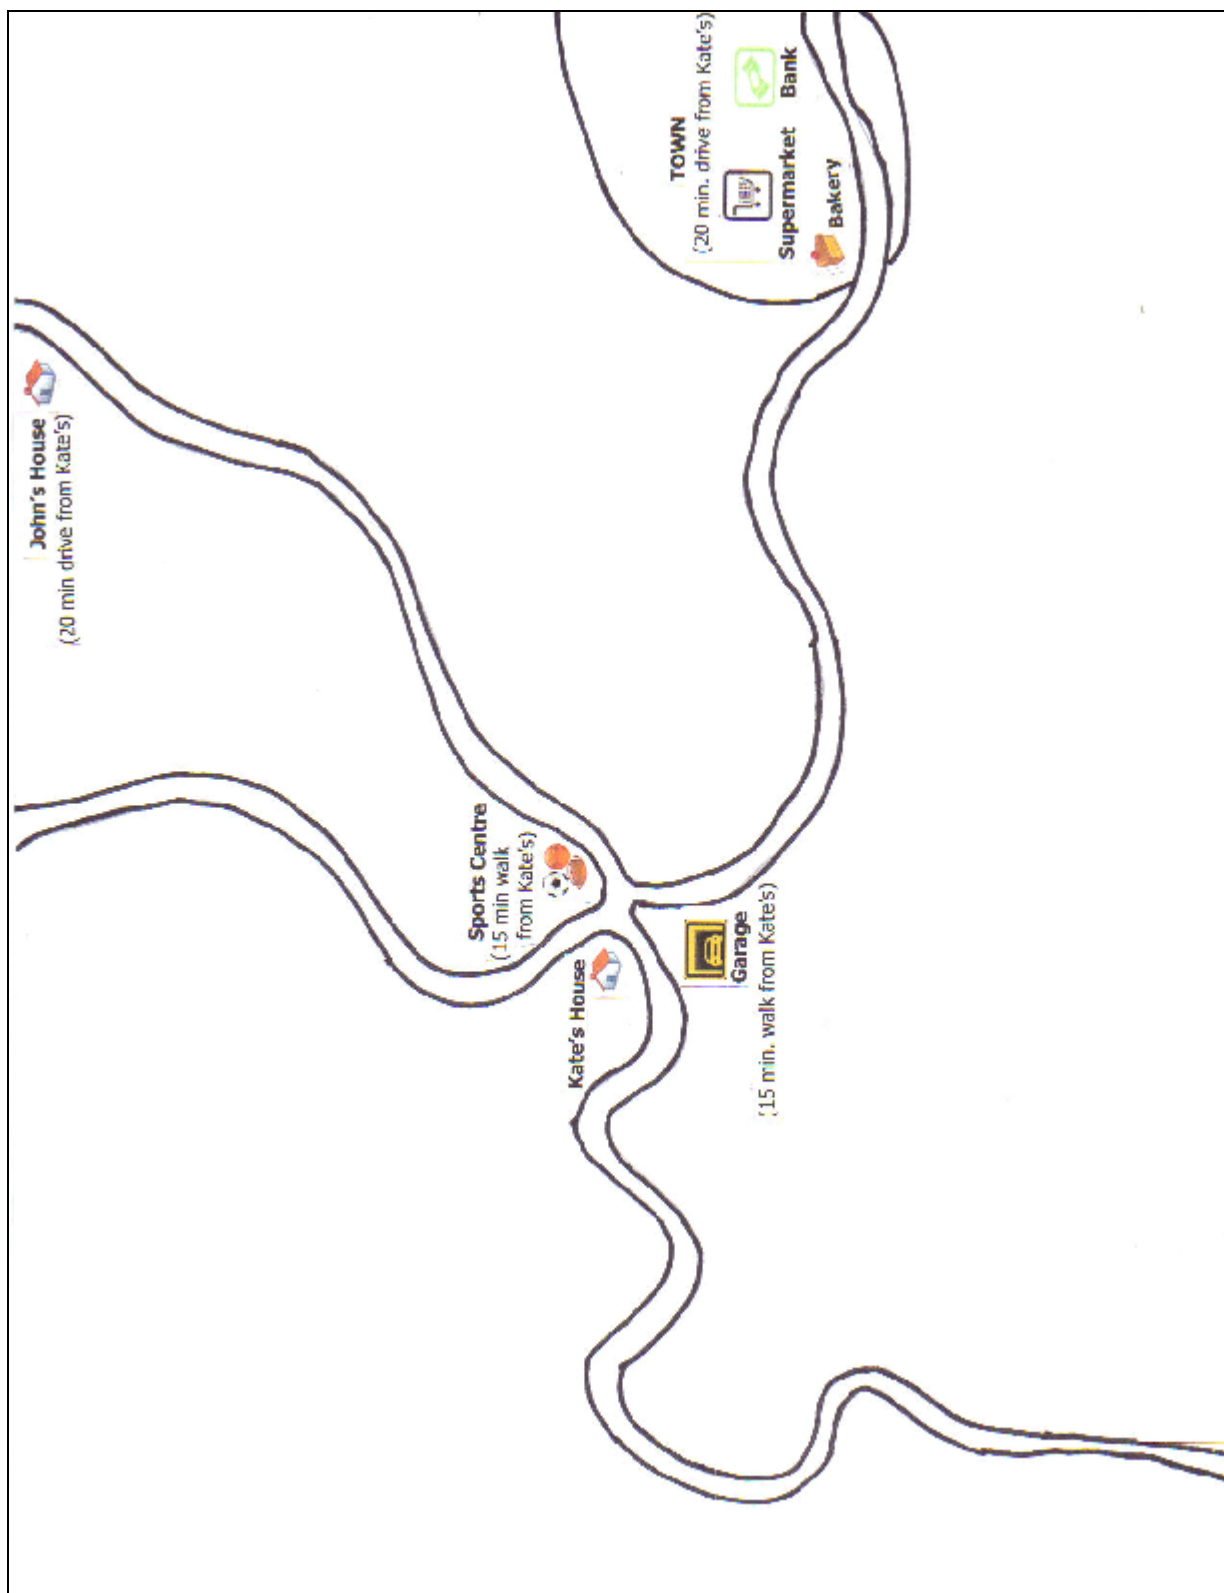 John's House
(20 min drive from Kate's)
Sports Centre
(15 min walk
from Kate's)
Kate's House
TOWN
(20 min. drive from Kate's)
Supermarket
Bank
Bakery
Garage
(15 min. walk from Kate's)